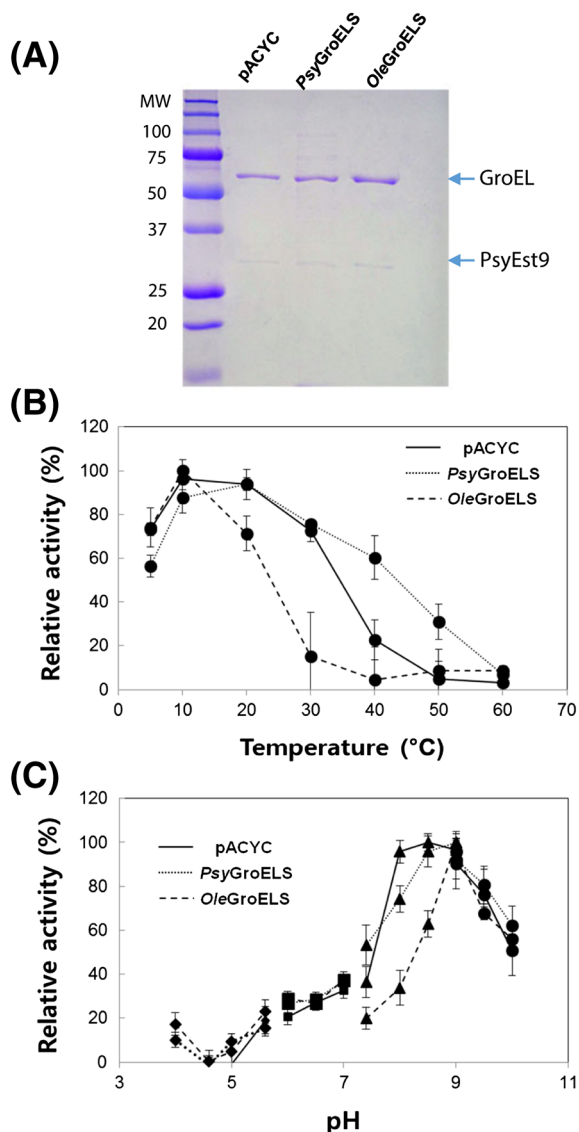 (A)
pACYC
PsyGroELS
OleGroELS
MW
100
75
50
37
25
20
GroEL
PsyEst9
(B)
120
100
80
60
40
20
0
Relative activity (%)
pACYC
PsyGroELS
OleGroELS
0
10
20
30
40
50
60
70
Temperature (°C)
(C)
120
100
80
60
40
20
0
Relative activity (%)
pACYC
PsyGroELS
OleGroELS
3
5
7
9
11
pH